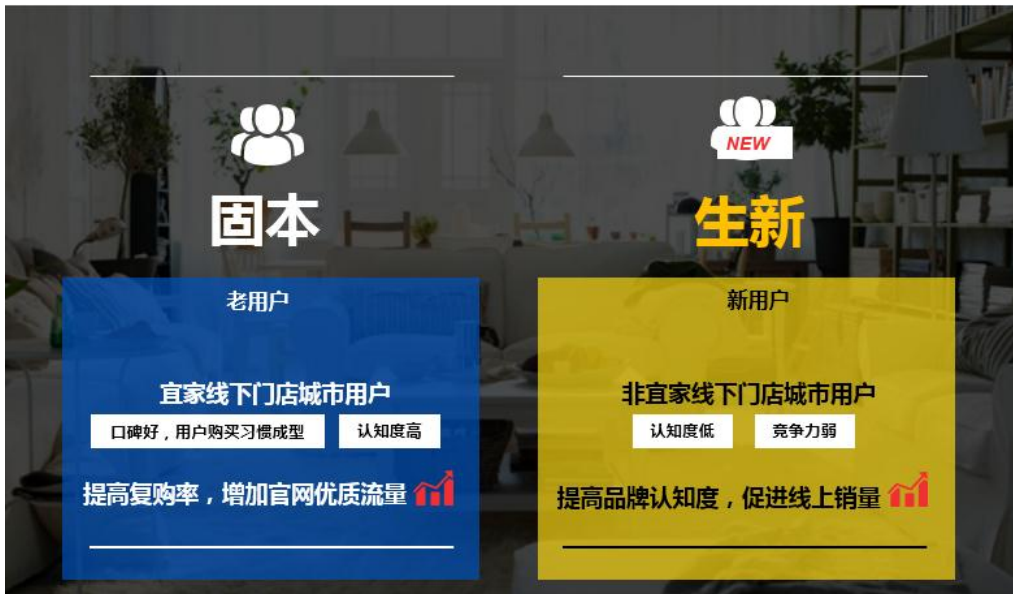 固本
老用户
宜家线下门店城市用户
口碑好，用户购买习惯成型
认知度高
提高复购率，增加官网优质流量
NEW
生新
新用户
非宜家线下门店城市用户
认知度低
竞争力弱
提高品牌认知度，促进线上销量